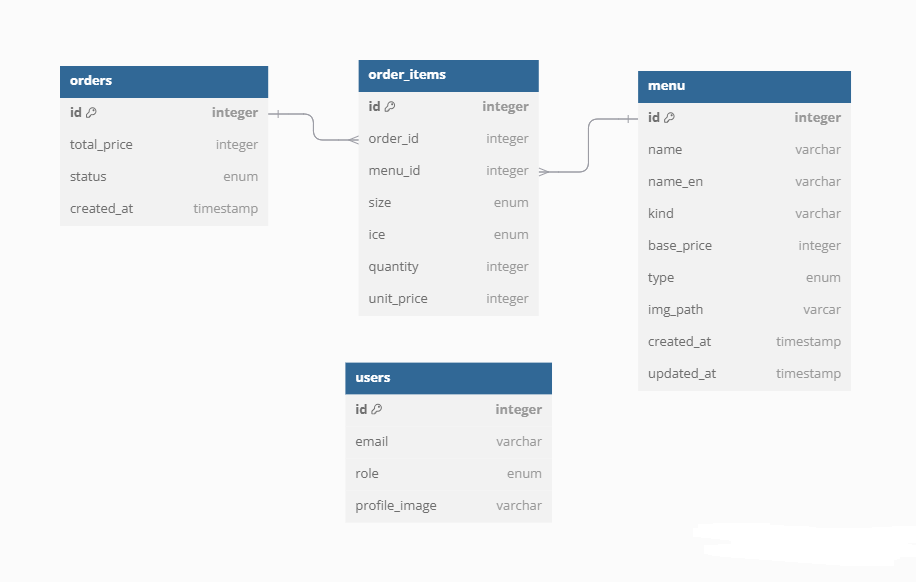 orders
id integer
total_price integer
status enum
created_at timestamp
order_items
id integer
order_id integer
menu_id integer
size enum
ice enum
quantity integer
unit_price integer
menu
id integer
name varchar
name_en varchar
kind varchar
base_price integer
type enum
img_path varcar
created_at timestamp
updated_at timestamp
users
id integer
email varchar
role enum
profile_image varchar